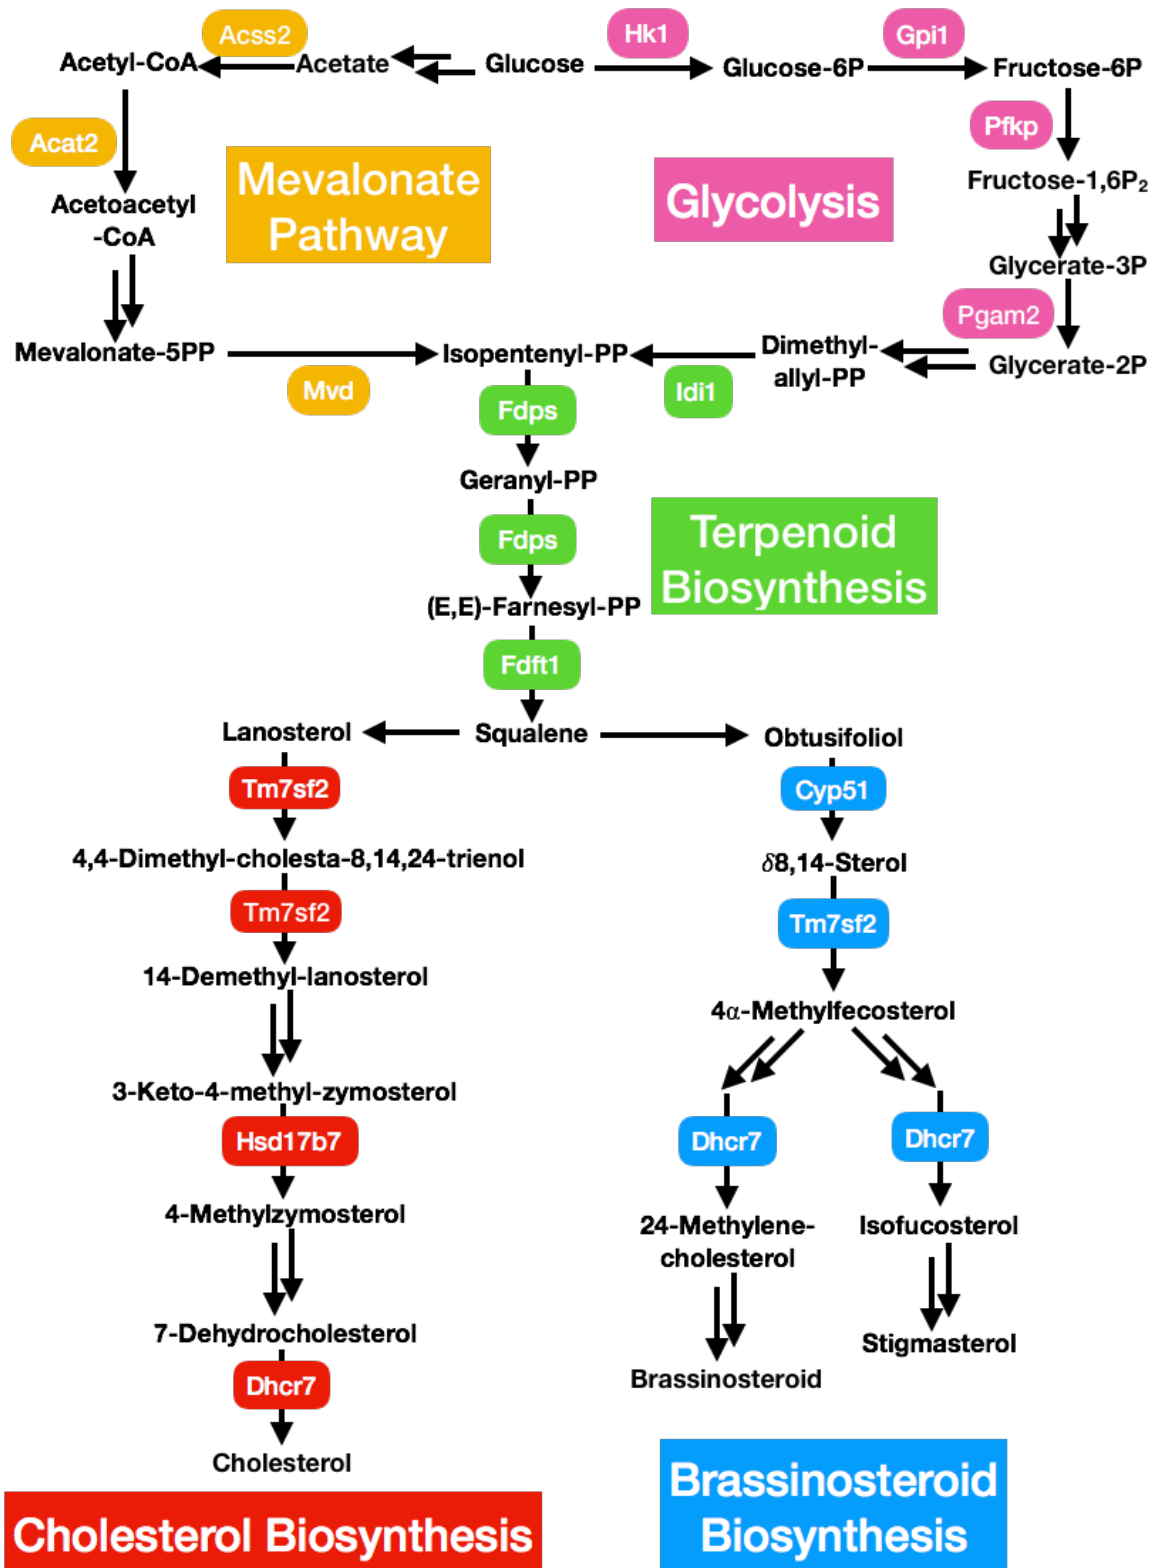 Acss2
Hk1
Gpi1
Acetyl-CoA
Acetate
Glucose
Glucose-6P
Fructose-6P
Acat2
Pfkp
Mevalonate
Pathway
Glycolysis
Fructose-1,6P₂
Acetoacetyl
-CoA
Glycerate-3P
Pgam2
Mevalonate-5PP
Isopentenyl-PP
Dimethyl-
allyl-PP
Glycerate-2P
Mvd
Idi1
Fdps
Geranyl-PP
Fdps
Terpenoid
Biosynthesis
(E,E)-Farnesyl-PP
Fdft1
Lanosterol
Squalene
Obtusifoliol
Tm7sf2
Cyp51
4,4-Dimethyl-cholesta-8,14,24-trienol
δ8,14-Sterol
Tm7sf2
Tm7sf2
14-Demethyl-lanosterol
4α-Methylfecosterol
3-Keto-4-methyl-zymosterol
Hsd17b7
Dhcr7
Dhcr7
4-Methylzymosterol
24-Methylene-
cholesterol
Isofucosterol
7-Dehydrocholesterol
Stigmasterol
Dhcr7
Brassinosteroid
Cholesterol
Brassinosteroid
Biosynthesis
Cholesterol Biosynthesis